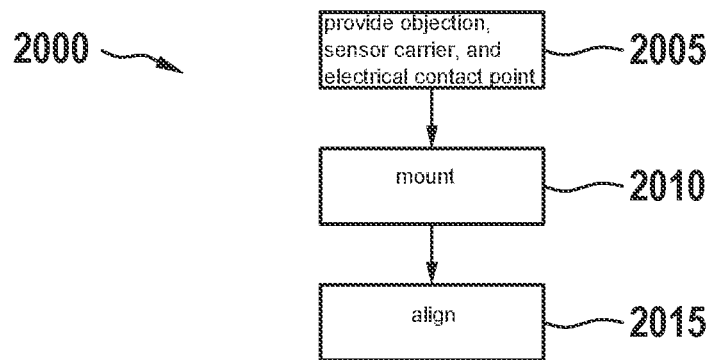 2000
provide objection,
sensor carrier, and
electrical contact point
2005
mount
2010
align
2015